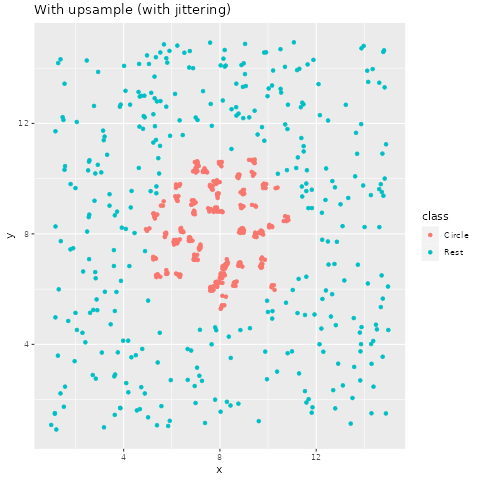 With upsample (with jittering)
12
8
4
y
4
8
12
x
class
Circle
Rest